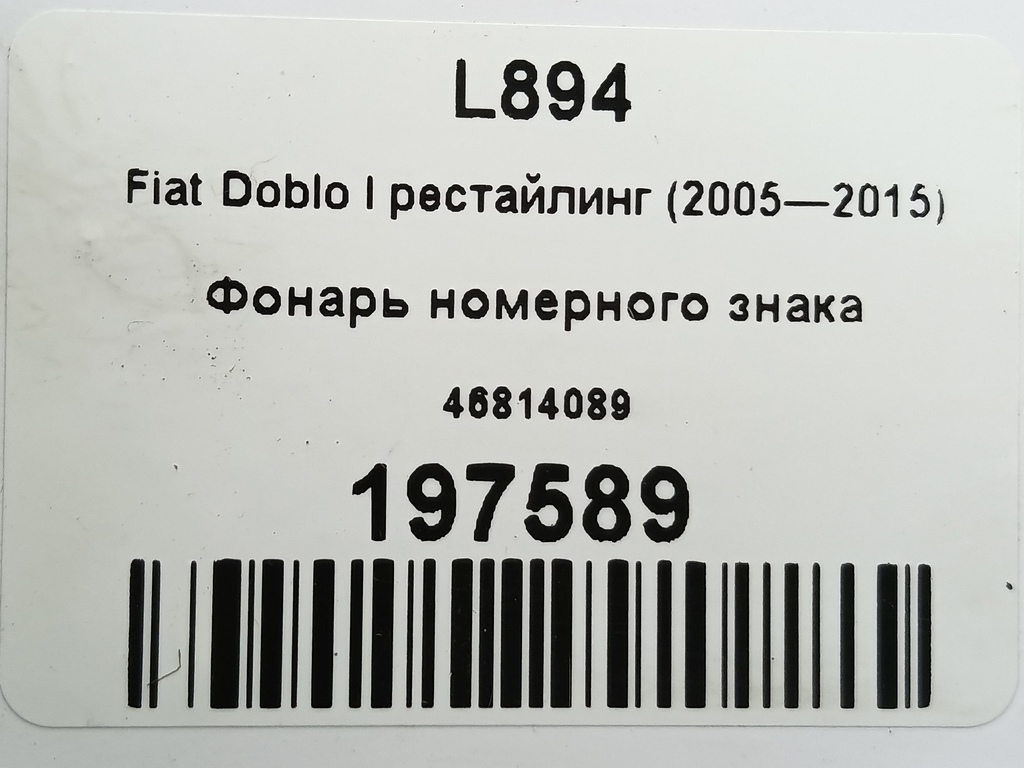 L894
Fiat Doblo I рестайлинг (2005—2015)
Фонарь номерного знака
46814089
197589